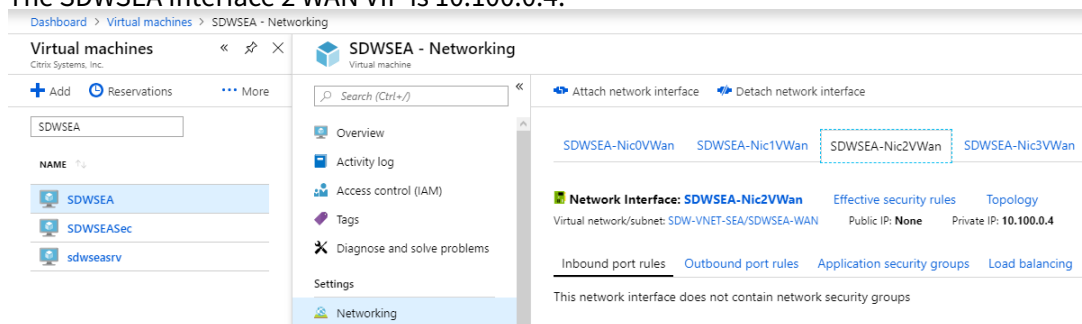 The SDWSEA Interface 2 WAN VIP is 10.100.0.4.
Dashboard > Virtual machines > SDWSEA - Networking
Virtual machines
Citrix Systems, Inc.
Add Reservations ... More
SDWSEA
NAME
SDWSEA
SDWSEASec
sdwseasrv
SDWSEA - Networking
Virtual machine
Search (Ctrl+/)
Overview
Activity log
Access control (IAM)
Tags
Diagnose and solve problems
Settings
Networking
Attach network interface Detach network interface
SDWSEA-Nic0VWan SDWSEA-Nic1VWan SDWSEA-Nic2VWan SDWSEA-Nic3VWan
Network Interface: SDWSEA-Nic2VWan Effective security rules Topology
Virtual network/subnet: SDW-VNET-SEA/SDWSEA-WAN Public IP: None Private IP: 10.100.0.4
Inbound port rules Outbound port rules Application security groups Load balancing
This network interface does not contain network security groups